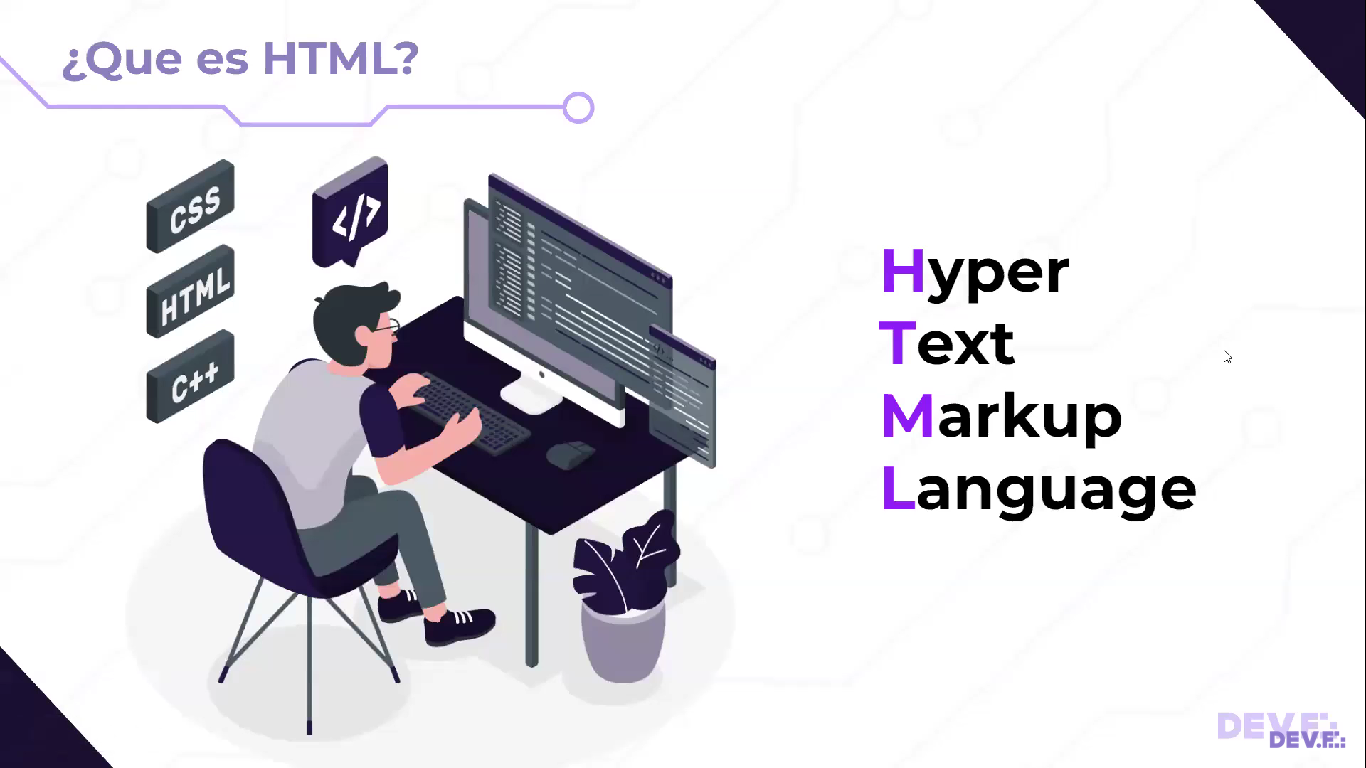 ¿Que es HTML?
CSS
</>
HTML
C++
Hyper
Text
Markup
Language
DEV.F.:
DEV.F.: